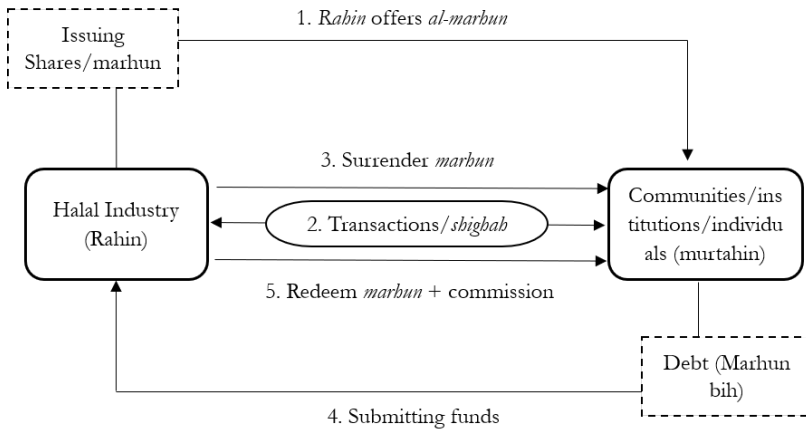 1. Rahin offers al-marhun
Issuing
Shares/marhun
3. Surrender marhun
Halal Industry
(Rahin)
2. Transactions/shighah
Communities/ins
titutions/individu
als (murtahin)
5. Redeem marhun + commission
Debt (Marhun
bih)
4. Submitting funds